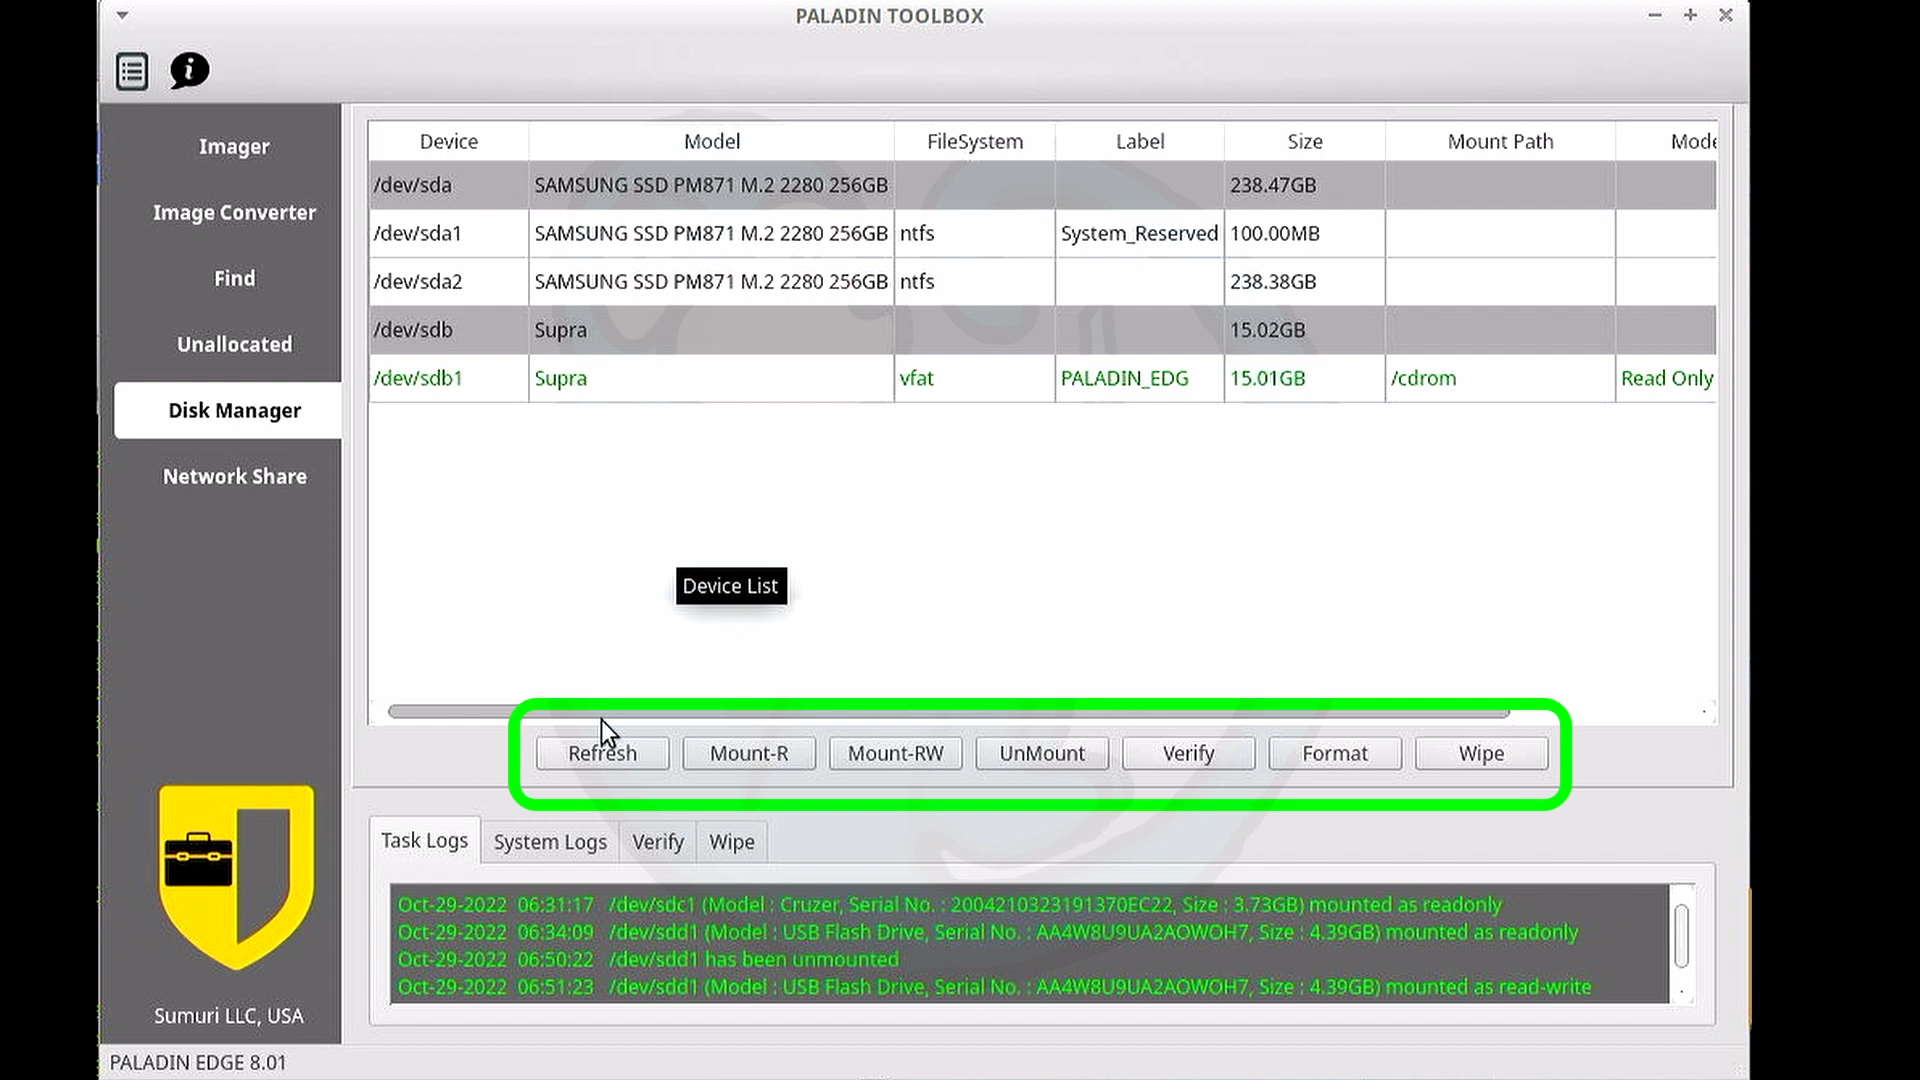 PALADIN TOOLBOX
Imager
Image Converter
Find
Unallocated
Disk Manager
Network Share
Device Model FileSystem Label Size Mount Path Mode
/dev/sda SAMSUNG SSD PM871 M.2 2280 256GB 238.47GB
/dev/sda1 SAMSUNG SSD PM871 M.2 2280 256GB ntfs System_Reserved 100.00MB
/dev/sda2 SAMSUNG SSD PM871 M.2 2280 256GB ntfs 238.38GB
/dev/sdb Supra 15.02GB
/dev/sdb1 Supra vfat PALADIN_EDG 15.01GB /cdrom Read Only
Device List
Refresh Mount-R Mount-RW UnMount Verify Format Wipe
Task Logs System Logs Verify Wipe
Oct-29-2022 06:31:17 /dev/sdc1 (Model : Cruzer, Serial No. : 2004210323191370EC22, Size : 3.73GB) mounted as readonly
Oct-29-2022 06:34:09 /dev/sdd1 (Model : USB Flash Drive, Serial No. : AA4W8U9UA2AOWOH7, Size : 4.39GB) mounted as readonly
Oct-29-2022 06:50:22 /dev/sdd1 has been unmounted
Oct-29-2022 06:51:23 /dev/sdd1 (Model : USB Flash Drive, Serial No. : AA4W8U9UA2AOWOH7, Size : 4.39GB) mounted as read-write
Sumuri LLC, USA
PALADIN EDGE 8.01